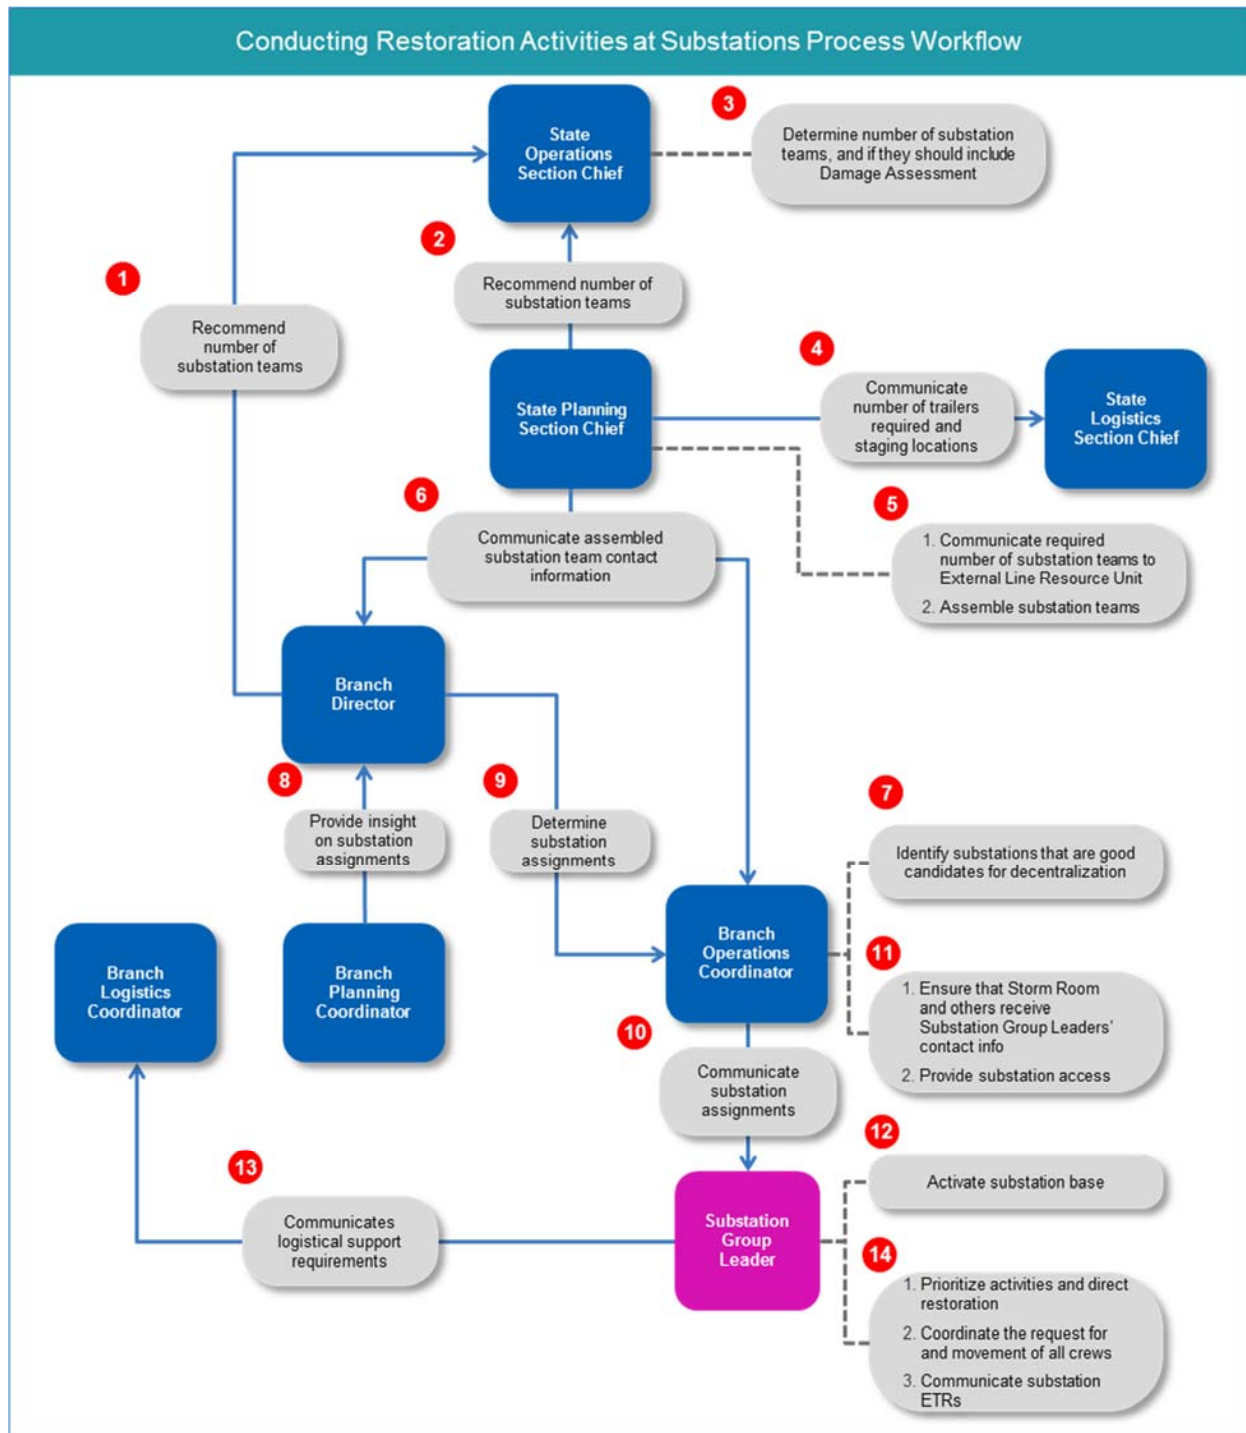 Conducting Restoration Activities at Substations Process Workflow
State
Operations
Section Chief
3
Determine number of substation
teams, and if they should include
Damage Assessment
2
Recommend number of
substation teams
1
Recommend
number of
substation teams
State Planning
Section Chief
4
Communicate
number of trailers
required and
staging locations
State
Logistics
Section Chief
6
Communicate assembled
substation team contact
information
5
1. Communicate required
number of substation teams to
External Line Resource Unit
2. Assemble substation teams
Branch
Director
8
Provide insight
on substation
assignments
9
Determine
substation
assignments
7
Identify substations that are good
candidates for decentralization
Branch
Logistics
Coordinator
Branch
Planning
Coordinator
Branch
Operations
Coordinator
11
1. Ensure that Storm Room
and others receive
Substation Group Leaders'
contact info
2. Provide substation access
10
Communicate
substation
assignments
12
Activate substation base
13
Communicates
logistical support
requirements
Substation
Group
Leader
14
1. Prioritize activities and direct
restoration
2. Coordinate the request for
and movement of all crews
3. Communicate substation
ETRs